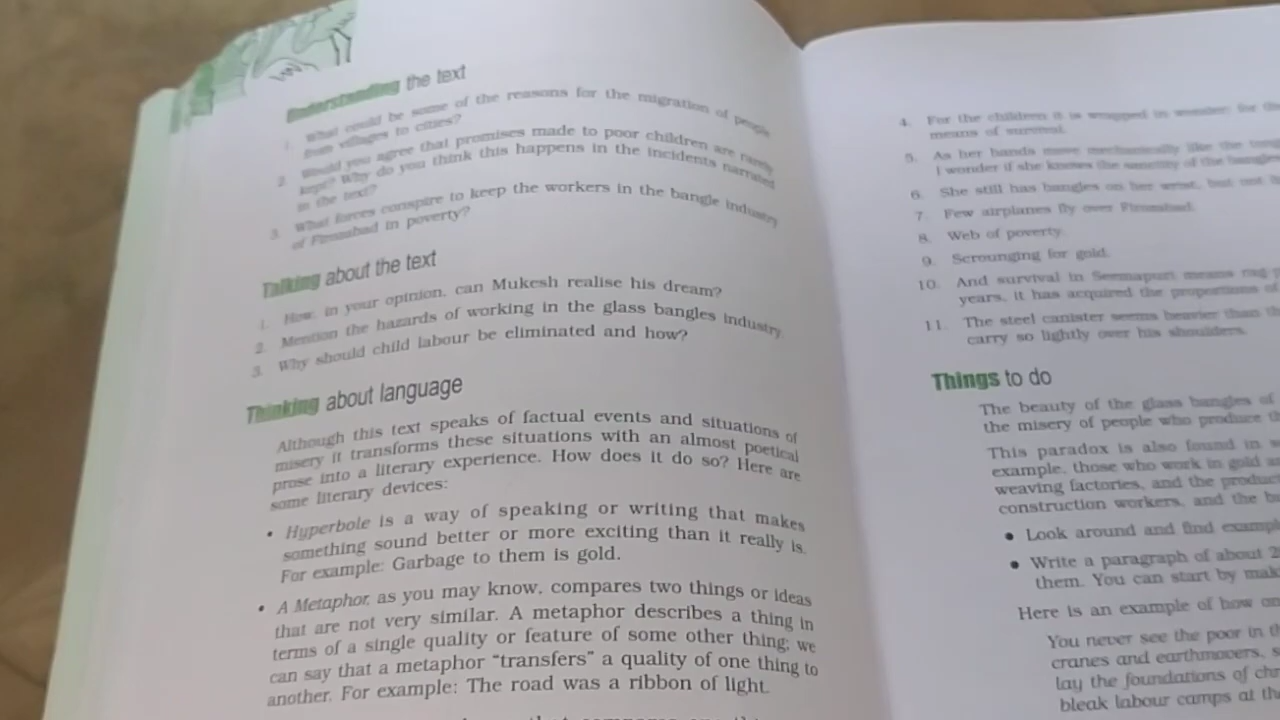 Understanding the text
1. What could be some of the reasons for the migration of people
from villages to cities?
2. Would you agree that promises made to poor children are rarely
kept? Why do you think this happens in the incidents narrated
in the text?
3. What forces conspire to keep the workers in the bangle industry
of Firozabad in poverty?
Talking about the text
1. How, in your opinion, can Mukesh realise his dream?
2. Mention the hazards of working in the glass bangles industry.
3. Why should child labour be eliminated and how?
Thinking about language
Although this text speaks of factual events and situations of
misery it transforms these situations with an almost poetical
prose into a literary experience. How does it do so? Here are
some literary devices:
• Hyperbole is a way of speaking or writing that makes
something sound better or more exciting than it really is.
For example: Garbage to them is gold.
• A Metaphor, as you may know, compares two things or ideas
that are not very similar. A metaphor describes a thing in
terms of a single quality or feature of some other thing; we
can say that a metaphor “transfers” a quality of one thing to
another. For example: The road was a ribbon of light.
4. For the children it is wrapped in wonder; for the
means of survival.
5. As her hands move mechanically like the
I wonder if she knows the sanctity of the bangles
6. She still has bangles on her wrist, but not
7. Few airplanes fly over Firozabad.
8. Web of poverty.
9. Scrounging for gold.
10. And survival in Seemapuri means rag-
years, it has acquired the proportions of
11. The steel canister seems heavier than
carry so lightly over his shoulders.
Things to do
The beauty of the glass bangles of
the misery of people who produce
This paradox is also found in
example, those who work in gold
weaving factories, and the
construction workers, and the
• Look around and find
• Write a paragraph of about
them. You can start by
Here is an example of how
You never see the poor in
cranes and earthmovers,
lay the foundations of
bleak labour camps at